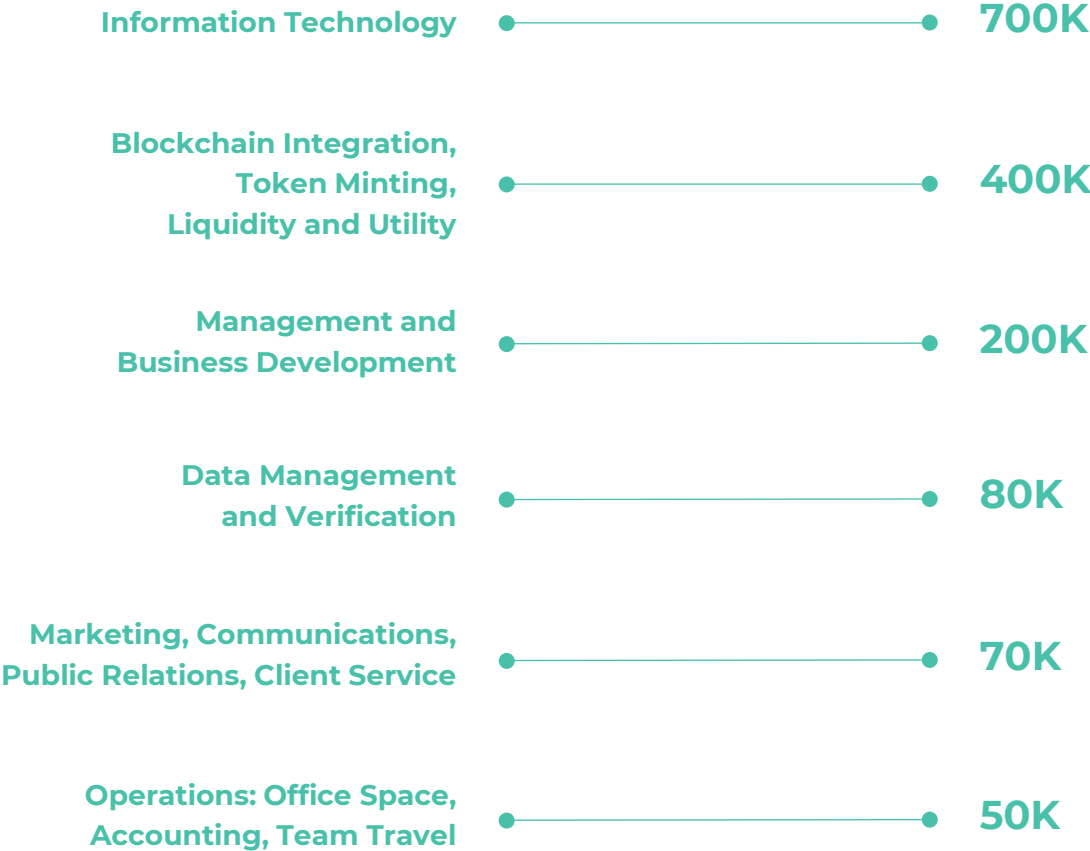 Information Technology
700K
Blockchain Integration,
Token Minting,
Liquidity and Utility
400K
Management and
Business Development
200K
Data Management
and Verification
80K
Marketing, Communications,
Public Relations, Client Service
70K
Operations: Office Space,
Accounting, Team Travel
50K